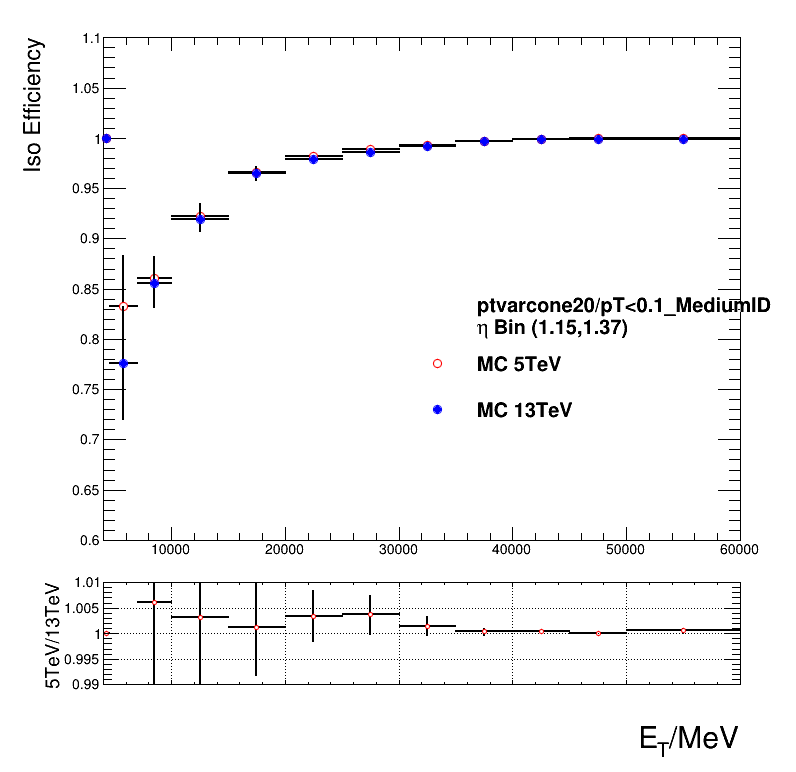 Iso Efficiency
1.1
1.05
1
0.95
0.9
0.85
0.8
0.75
0.7
0.65
0.6
ptvarcone20/pT<0.1_MediumID
η Bin (1.15,1.37)
MC 5TeV
MC 13TeV
10000 20000 30000 40000 50000 60000
5TeV/13TeV
1.01
1.005
1
0.995
0.99
E_T/MeV